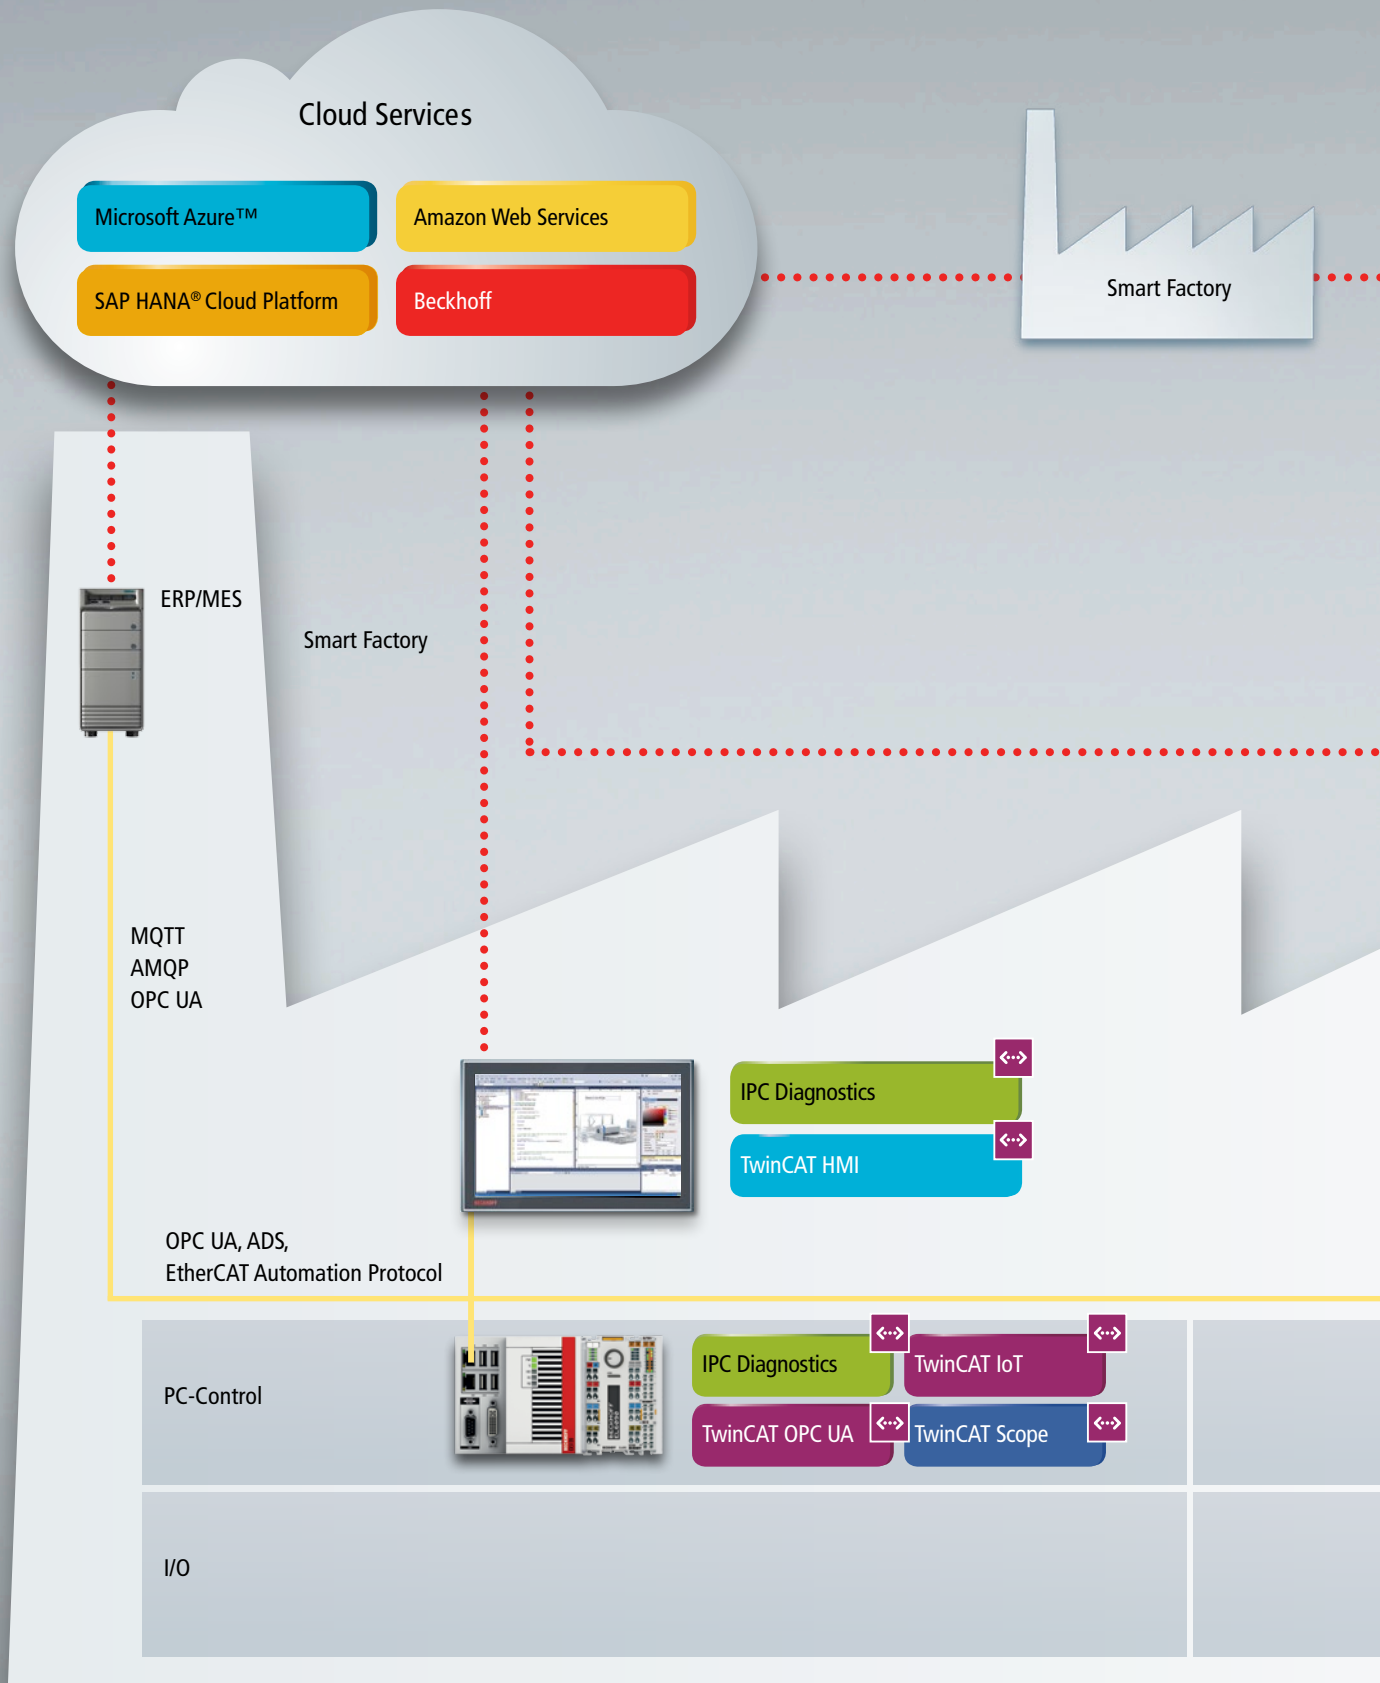 Cloud Services
Microsoft Azure™
Amazon Web Services
SAP HANA® Cloud Platform
Beckhoff
Smart Factory
ERP/MES
Smart Factory
MQTT
AMQP
OPC UA
IPC Diagnostics
TwinCAT HMI
OPC UA, ADS,
EtherCAT Automation Protocol
PC-Control
IPC Diagnostics
TwinCAT IoT
TwinCAT OPC UA
TwinCAT Scope
I/O